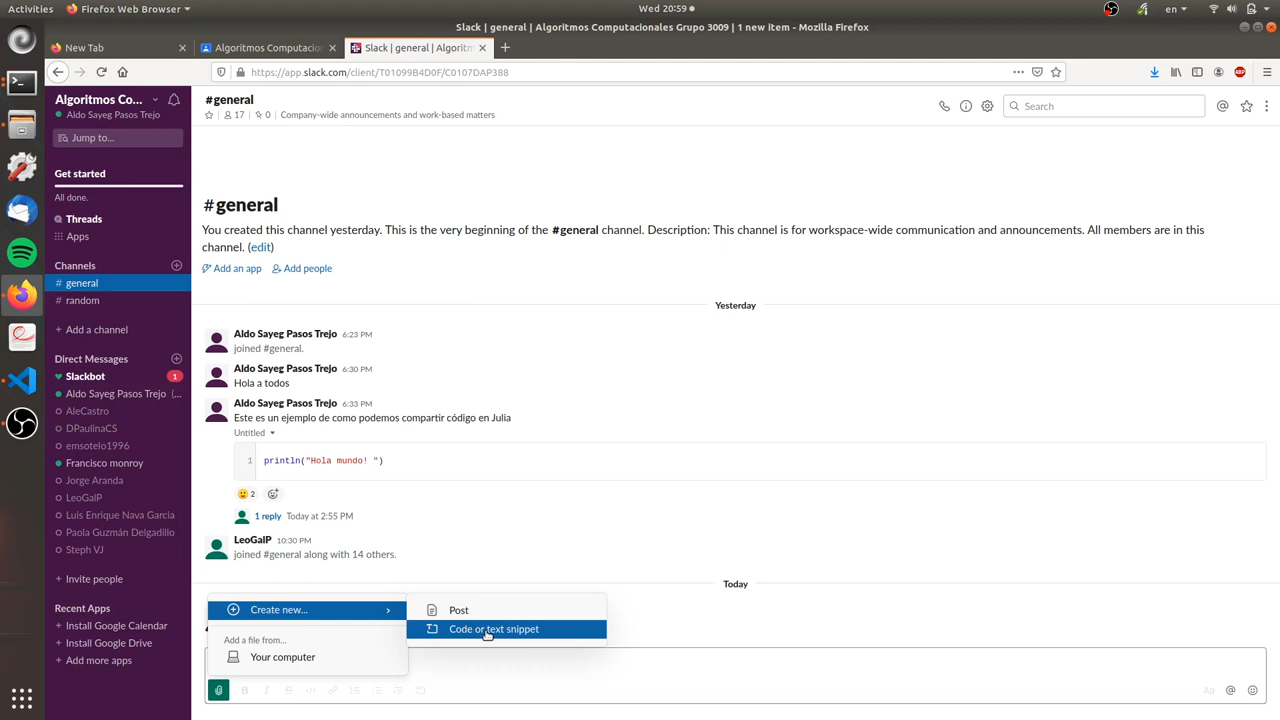 Activities
Firefox Web Browser
Wed 20:59
en
Slack | general | Algoritmos Computacionales Grupo 3009 | 1 new item - Mozilla Firefox
New Tab
Algoritmos Computacio
Slack | general | Algoritm
https://app.slack.com/client/T01099B4D0F/C0107DAP388
ABP
Algoritmos Co...
Aldo Sayeg Pasos Trejo
Jump to...
Get started
All done.
Threads
Apps
Channels
# general
# random
+ Add a channel
Direct Messages
Slackbot 1
Aldo Sayeg Pasos Trejo (...
AleCastro
DPaulinaCS
emsotelo1996
Francisco monroy
Jorge Aranda
LeoGalP
Luis Enrique Nava Garcia
Paola Guzmán Delgadillo
Steph VJ
+ Invite people
Recent Apps
+ Install Google Calendar
+ Install Google Drive
+ Add more apps
#general
17 | 0 | Company-wide announcements and work-based matters
Search
#general
You created this channel yesterday. This is the very beginning of the #general channel. Description: This channel is for workspace-wide communication and announcements. All members are in this
channel. (edit)
Add an app Add people
Yesterday
Aldo Sayeg Pasos Trejo 6:23 PM
joined #general.
Aldo Sayeg Pasos Trejo 6:30 PM
Hola a todos
Aldo Sayeg Pasos Trejo 6:33 PM
Este es un ejemplo de como podemos compartir código en Julia
Untitled
1 println("Hola mundo! ")
2
1 reply Today at 2:55 PM
LeoGalP 10:30 PM
joined #general along with 14 others.
Today
Create new...
Post
Code or text snippet
Add a file from...
Your computer
B I S Aa @